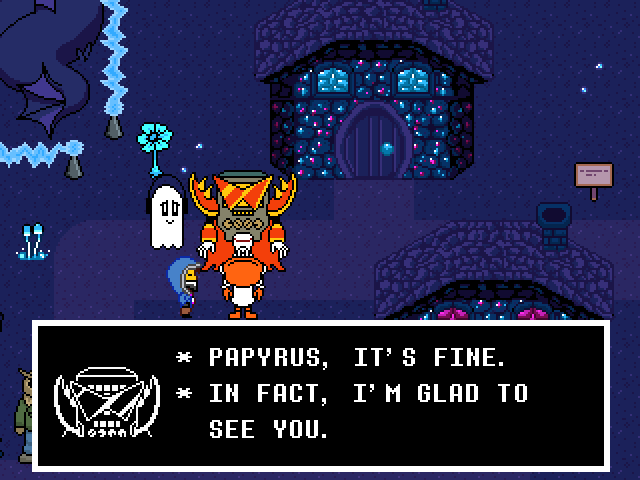 * PAPYRUS, IT'S FINE.
* IN FACT, I'M GLAD TO
SEE YOU.